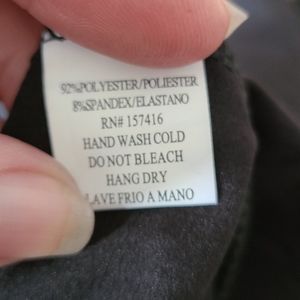 92%POLYESTER/POLIESTER
8%SPANDEX/ELASTANO
RN# 157416
HAND WASH COLD
DO NOT BLEACH
HANG DRY
LAVE FRIO A MANO